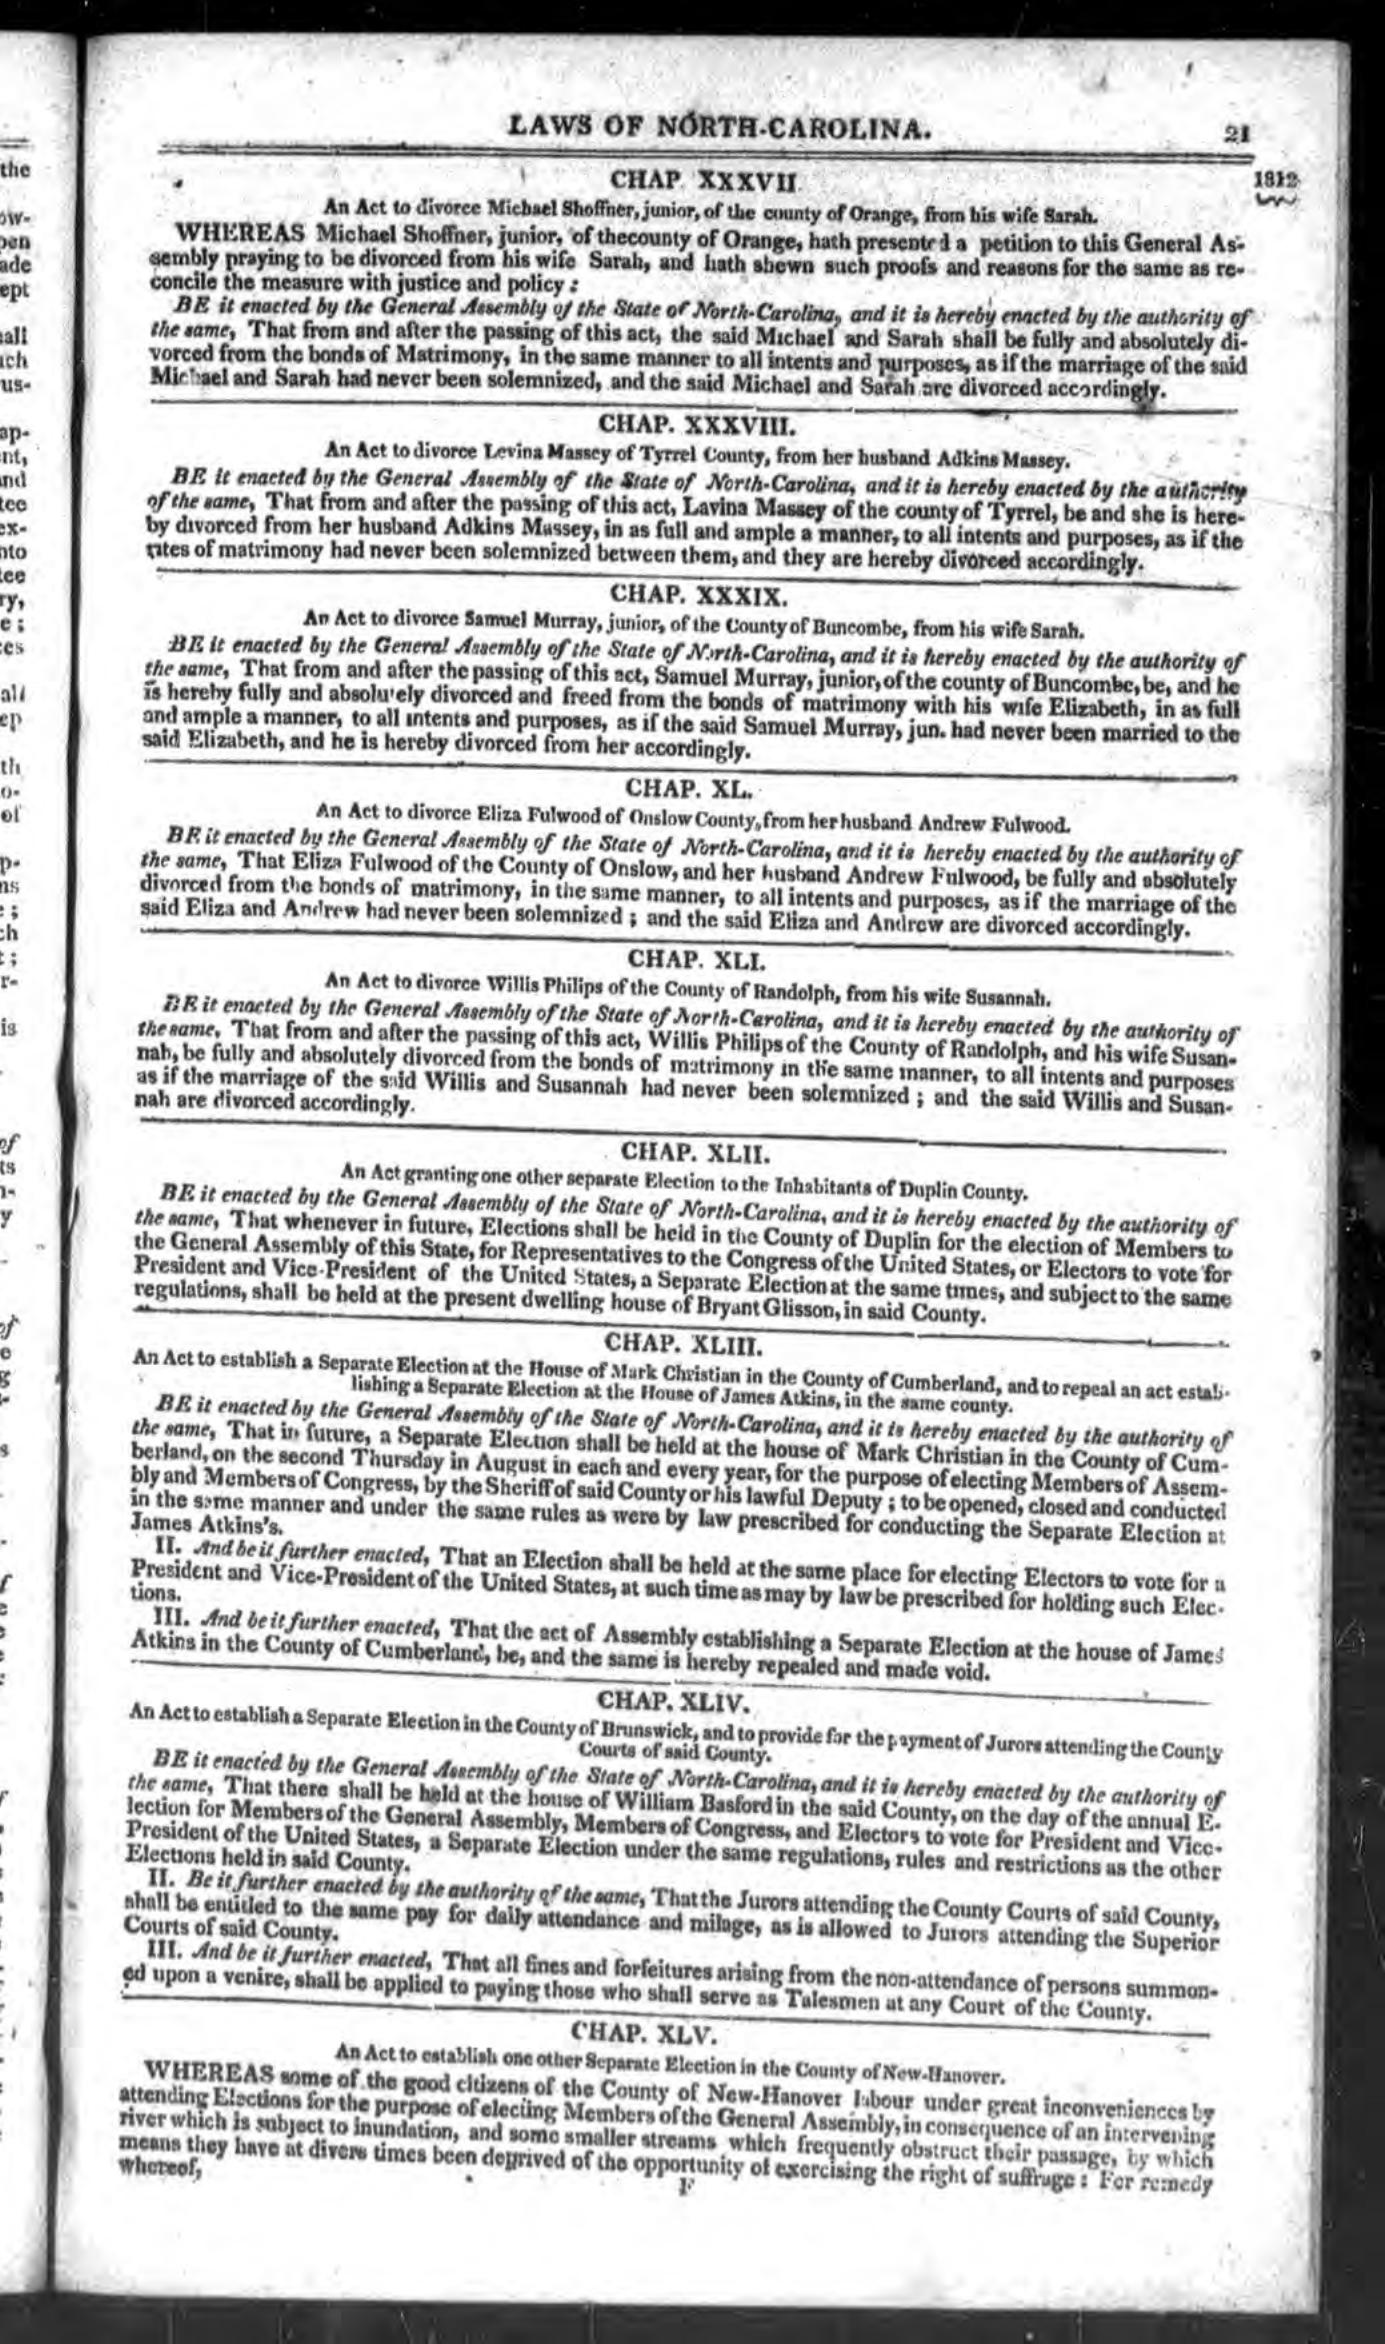 LAWS OF NORTH-CAROLINA. 21
1812
CHAP. XXXVII
An Act to divorce Michael Shoffner, junior, of the county of Orange, from his wife Sarah.
WHEREAS Michael Shoffner, junior, of thecounty of Orange, hath presented a petition to this General As-
sembly praying to be divorced from his wife Sarah, and hath shewn such proofs and reasons for the same as re-
concile the measure with justice and policy :
BE it enacted by the General Assembly of the State of North-Carolina, and it is hereby enacted by the authority of
the same, That from and after the passing of this act, the said Michael and Sarah shall be fully and absolutely di-
vorced from the bonds of Matrimony, in the same manner to all intents and purposes, as if the marriage of the said
Michael and Sarah had never been solemnized, and the said Michael and Sarah are divorced accordingly.
CHAP. XXXVIII.
An Act to divorce Levina Massey of Tyrrel County, from her husband Adkins Massey.
BE it enacted by the General Assembly of the State of North-Carolina, and it is hereby enacted by the authority
of the same, That from and after the passing of this act, Lavina Massey of the county of Tyrrel, be and she is here-
by divorced from her husband Adkins Massey, in as full and ample a manner, to all intents and purposes, as if the
rites of matrimony had never been solemnized between them, and they are hereby divorced accordingly.
CHAP. XXXIX.
An Act to divorce Samuel Murray, junior, of the County of Buncombe, from his wife Sarah.
BE it enacted by the General Assembly of the State of North-Carolina, and it is hereby enacted by the authority of
the same, That from and after the passing of this act, Samuel Murray, junior, of the county of Buncombe, be, and he
is hereby fully and absolutely divorced and freed from the bonds of matrimony with his wife Elizabeth, in as full
and ample a manner, to all intents and purposes, as if the said Samuel Murray, jun. had never been married to the
said Elizabeth, and he is hereby divorced from her accordingly.
CHAP. XL.
An Act to divorce Eliza Fulwood of Onslow County, from her husband Andrew Fulwood.
BE it enacted by the General Assembly of the State of North-Carolina, and it is hereby enacted by the authority of
the same, That Eliza Fulwood of the County of Onslow, and her husband Andrew Fulwood, be fully and absolutely
divorced from the bonds of matrimony, in the same manner, to all intents and purposes, as if the marriage of the
said Eliza and Andrew had never been solemnized ; and the said Eliza and Andrew are divorced accordingly.
CHAP. XLI.
An Act to divorce Willis Philips of the County of Randolph, from his wife Susannah.
BE it enacted by the General Assembly of the State of North-Carolina, and it is hereby enacted by the authority of
the same, That from and after the passing of this act, Willis Philips of the County of Randolph, and his wife Susan-
nah, be fully and absolutely divorced from the bonds of matrimony in the same manner, to all intents and purposes
as if the marriage of the said Willis and Susannah had never been solemnized ; and the said Willis and Susan-
nah are divorced accordingly.
CHAP. XLII.
An Act granting one other separate Election to the Inhabitants of Duplin County.
BE it enacted by the General Assembly of the State of North-Carolina, and it is hereby enacted by the authority of
the same, That whenever in future, Elections shall be held in the County of Duplin for the election of Members to
the General Assembly of this State, for Representatives to the Congress of the United States, or Electors to vote for
President and Vice-President of the United States, a Separate Election at the same times, and subject to the same
regulations, shall be held at the present dwelling house of Bryant Glisson, in said County.
CHAP. XLIII.
An Act to establish a Separate Election at the House of Mark Christian in the County of Cumberland, and to repeal an act estab-
lishing a Separate Election at the House of James Atkins, in the same county.
BE it enacted by the General Assembly of the State of North-Carolina, and it is hereby enacted by the authority of
the same, That in future, a Separate Election shall be held at the house of Mark Christian in the County of Cum-
berland, on the second Thursday in August in each and every year, for the purpose of electing Members of Assem-
bly and Members of Congress, by the Sheriff of said County or his lawful Deputy ; to be opened, closed and conducted
in the same manner and under the same rules as were by law prescribed for conducting the Separate Election at
James Atkins's.
II. And be it further enacted, That an Election shall be held at the same place for electing Electors to vote for a
President and Vice-President of the United States, at such time as may by law be prescribed for holding such Elec-
tions.
III. And be it further enacted, That the act of Assembly establishing a Separate Election at the house of James
Atkins in the County of Cumberland, be, and the same is hereby repealed and made void.
CHAP. XLIV.
An Act to establish a Separate Election in the County of Brunswick, and to provide for the payment of Jurors attending the County
Courts of said County.
BE it enacted by the General Assembly of the State of North-Carolina, and it is hereby enacted by the authority of
the same, That there shall be held at the house of William Basford in the said County, on the day of the annual E-
lection for Members of the General Assembly, Members of Congress, and Electors to vote for President and Vice-
President of the United States, a Separate Election under the same regulations, rules and restrictions as the other
Elections held in said County.
II. Be it further enacted by the authority of the same, That the Jurors attending the County Courts of said County,
shall be entitled to the same pay for daily attendance and milage, as is allowed to Jurors attending the Superior
Courts of said County.
III. And be it further enacted, That all fines and forfeitures arising from the non-attendance of persons summon-
ed upon a venire, shall be applied to paying those who shall serve as Talesmen at any Court of the County.
CHAP. XLV.
An Act to establish one other Separate Election in the County of New-Hanover.
WHEREAS some of the good citizens of the County of New-Hanover labour under great inconveniences by
attending Elections for the purpose of electing Members of the General Assembly, in consequence of an intervening
river which is subject to inundation, and some smaller streams which frequently obstruct their passage, by which
means they have at divers times been deprived of the opportunity of exercising the right of suffrage : For remedy
whereof,
F